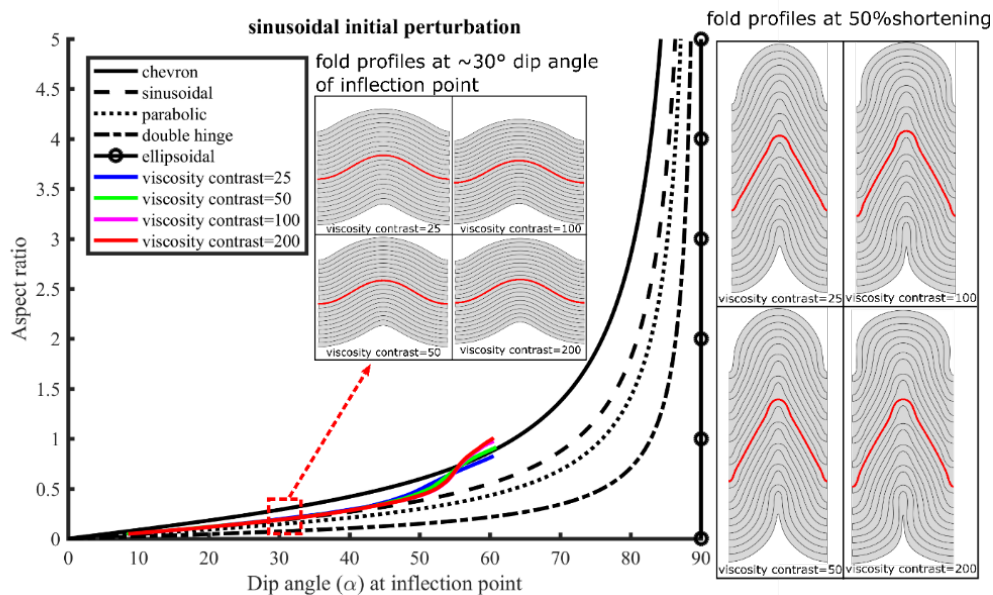 sinusoidal initial perturbation
fold profiles at 50%shortening
Aspect ratio
5
4.5
4
3.5
3
2.5
2
1.5
1
0.5
0
chevron
sinusoidal
parabolic
double hinge
ellipsoidal
viscosity contrast=25
viscosity contrast=50
viscosity contrast=100
viscosity contrast=200
fold profiles at ~30° dip angle
of inflection point
viscosity contrast=25
viscosity contrast=100
viscosity contrast=50
viscosity contrast=200
0 10 20 30 40 50 60 70 80 90
Dip angle (α) at inflection point
viscosity contrast=25
viscosity contrast=100
viscosity contrast=50
viscosity contrast=200